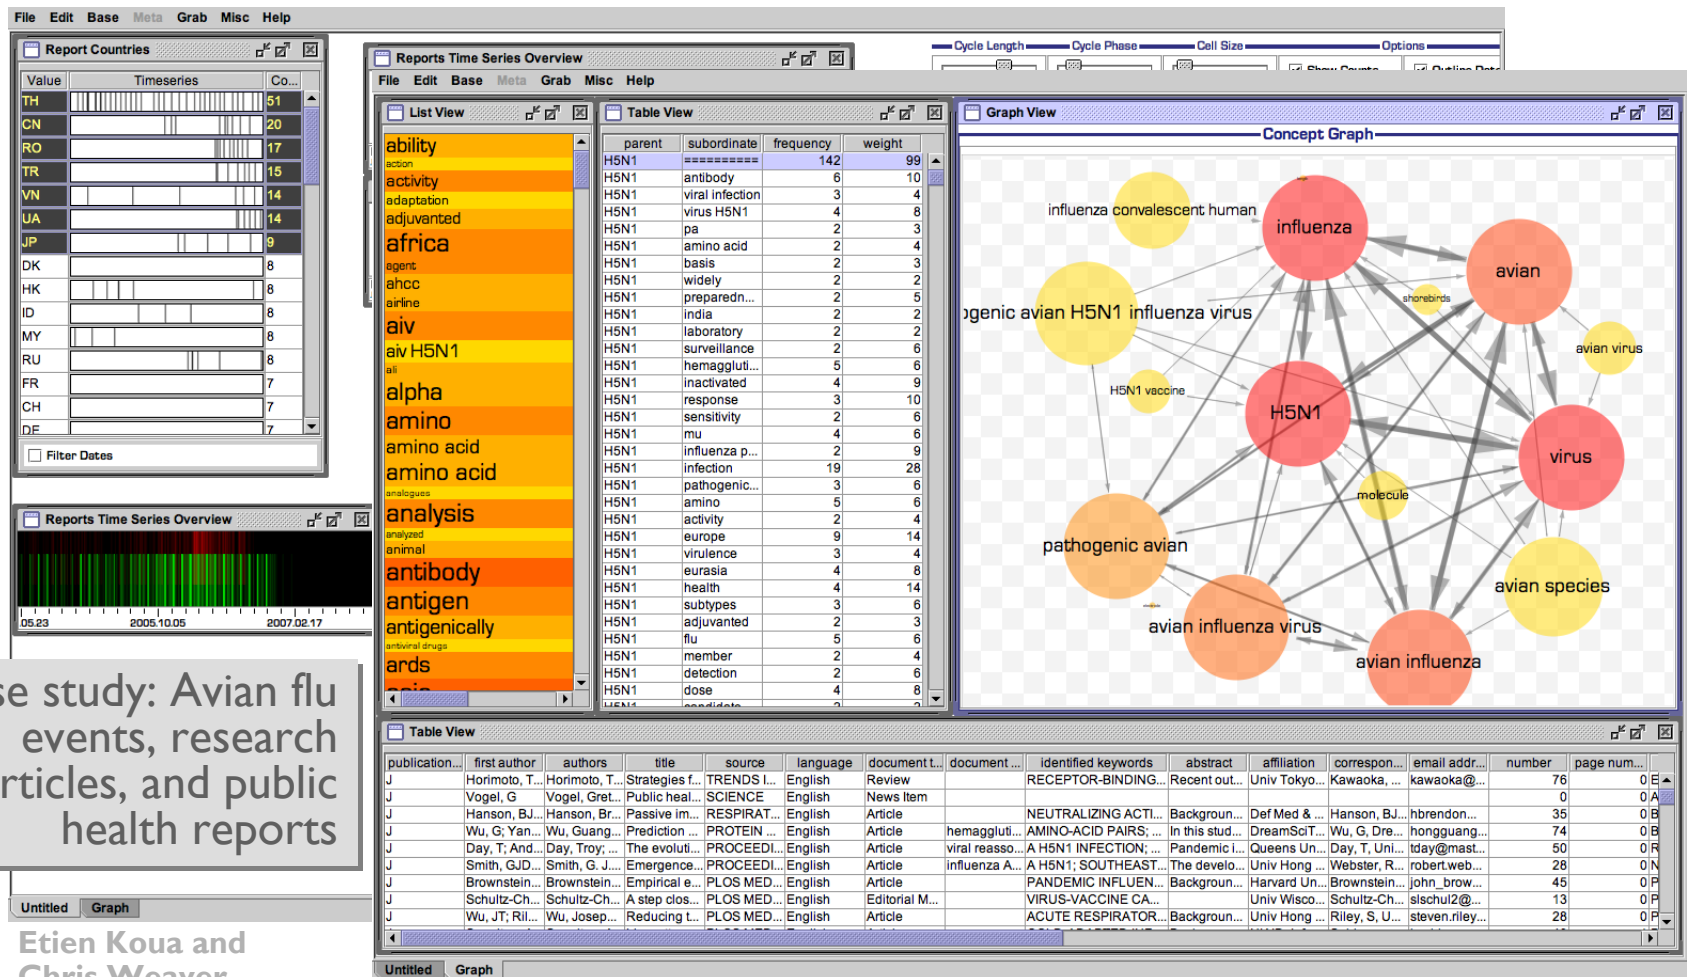 File Edit Base Meta Grab Misc Help
Report Countries
Value Timeseries Co...
TH 51
CN 20
RO 17
TR 15
VN 14
UA 14
JP 9
DK 8
HK 8
ID 8
MY 8
RU 8
FR 7
CH 7
DE 7
Filter Dates
Reports Time Series Overview
.05.23 2005.10.05 2007.02.17
se study: Avian flu
events, research
rticles, and public
health reports
Untitled Graph
Etien Koua and
Chris Weaver
Reports Time Series Overview
Cycle Length Cycle Phase Cell Size Options
Show Counts Outline Data
File Edit Base Meta Grab Misc Help
List View
ability
action
activity
adaptation
adjuvanted
africa
agent
ahcc
airline
aiv
aiv H5N1
ali
alpha
amino
amino acid
amino acid
analogues
analysis
analyzed
animal
antibody
antigen
antigenically
antiviral drugs
ards
Table View
parent subordinate frequency weight
H5N1 ========== 142 99
H5N1 antibody 6 10
H5N1 viral infection 3 4
H5N1 virus H5N1 4 8
H5N1 pa 2 3
H5N1 amino acid 2 4
H5N1 basis 2 3
H5N1 widely 2 2
H5N1 preparedn... 2 5
H5N1 india 2 2
H5N1 laboratory 2 2
H5N1 surveillance 2 6
H5N1 hemaggluti... 5 6
H5N1 inactivated 4 9
H5N1 response 3 10
H5N1 sensitivity 2 6
H5N1 mu 4 6
H5N1 influenza p... 2 9
H5N1 infection 19 28
H5N1 pathogenic... 3 6
H5N1 amino 5 6
H5N1 activity 2 4
H5N1 europe 9 14
H5N1 virulence 3 4
H5N1 eurasia 4 8
H5N1 health 4 14
H5N1 subtypes 3 6
H5N1 adjuvanted 2 3
H5N1 flu 5 6
H5N1 member 2 4
H5N1 detection 2 6
H5N1 dose 4 8
H5N1 candidate 2 2
Graph View
Concept Graph
influenza convalescent human
influenza
avian
shorebirds
ogenic avian H5N1 influenza virus
avian virus
H5N1 vaccine
H5N1
virus
molecule
pathogenic avian
avian species
avian influenza virus
avian influenza
Table View
publication... first author authors title source language document t... document ... identified keywords abstract affiliation correspon... email addr... number page num...
J Horimoto, T... Horimoto, T... Strategies f... TRENDS I... English Review RECEPTOR-BINDING... Recent out... Univ Tokyo... Kawaoka, ... kawaoka@... 76 0 E
J Vogel, G Vogel, Gret... Public heal... SCIENCE English News Item 0 0 A
J Hanson, BJ... Hanson, Br... Passive im... RESPIRAT... English Article NEUTRALIZING ACTI... Backgroun... Def Med & ... Hanson, BJ... hbrendon... 35 0 B
J Wu, G; Yan... Wu, Guang... Prediction ... PROTEIN ... English Article hemaggluti... AMINO-ACID PAIRS; ... In this stud... DreamSciT... Wu, G, Dre... hongguang... 74 0 B
J Day, T; And... Day, Troy; ... The evoluti... PROCEEDI... English Article viral reasso... A H5N1 INFECTION; ... Pandemic i... Queens Un... Day, T, Uni... tday@mast... 50 0 R
J Smith, GJD... Smith, G. J.... Emergence... PROCEEDI... English Article influenza A... A H5N1; SOUTHEAST... The develo... Univ Hong ... Webster, R... robert.web... 28 0 N
J Brownstein... Brownstein... Empirical e... PLOS MED... English Article PANDEMIC INFLUEN... Backgroun... Harvard Un... Brownstein... john_brow... 45 0 P
J Schultz-Ch... Schultz-Ch... A step clos... PLOS MED... English Editorial M... VIRUS-VACCINE CA... Univ Wisco... Schultz-Ch... slschul2@... 13 0 P
J Wu, JT; Ril... Wu, Josep... Reducing t... PLOS MED... English Article ACUTE RESPIRATOR... Backgroun... Univ Hong ... Riley, S, U... steven.riley... 28 0 P
Untitled Graph